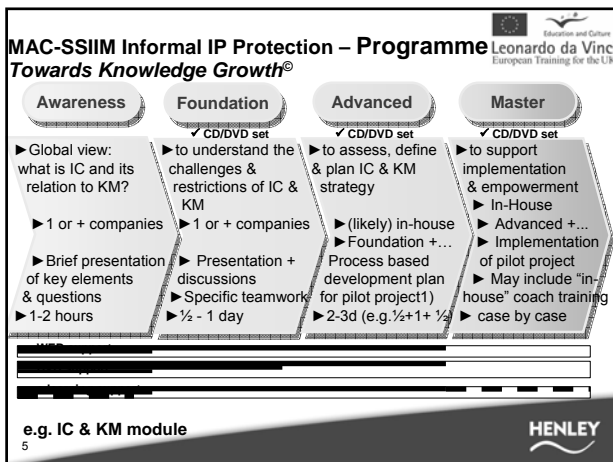 MAC-SSIIM Informal IP Protection – Programme
Towards Knowledge Growth©
Education and Culture
Leonardo da Vinc
European Training for the UK
Awareness
Foundation
Advanced
Master
✓ CD/DVD set
✓ CD/DVD set
✓ CD/DVD set
►Global view:
what is IC and its
relation to KM?
►1 or + companies
►Brief presentation
of key elements
& questions
►1-2 hours
►to understand the
challenges &
restrictions of IC &
KM
►1 or + companies
► Presentation +
discussions
►Specific teamwork
►½ - 1 day
►to assess, define
& plan IC & KM
strategy
►(likely) in-house
►Foundation +…
Process based
development plan
for pilot project1)
►2-3d (e.g.½+1+ ½)
►to support
implementation
& empowerment
► In-House
► Advanced +...
► Implementation
of pilot project
► May include “in-
house” coach training
► case by case
e.g. IC & KM module
5
HENLEY